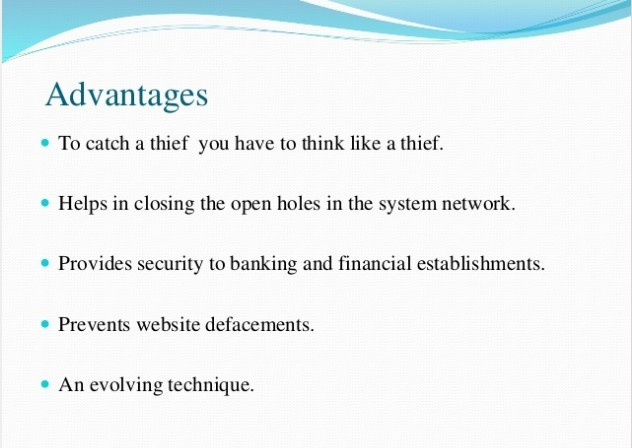 Advantages
• To catch a thief  you have to think like a thief.
• Helps in closing the open holes in the system network.
• Provides security to banking and financial establishments.
• Prevents website defacements.
• An evolving technique.